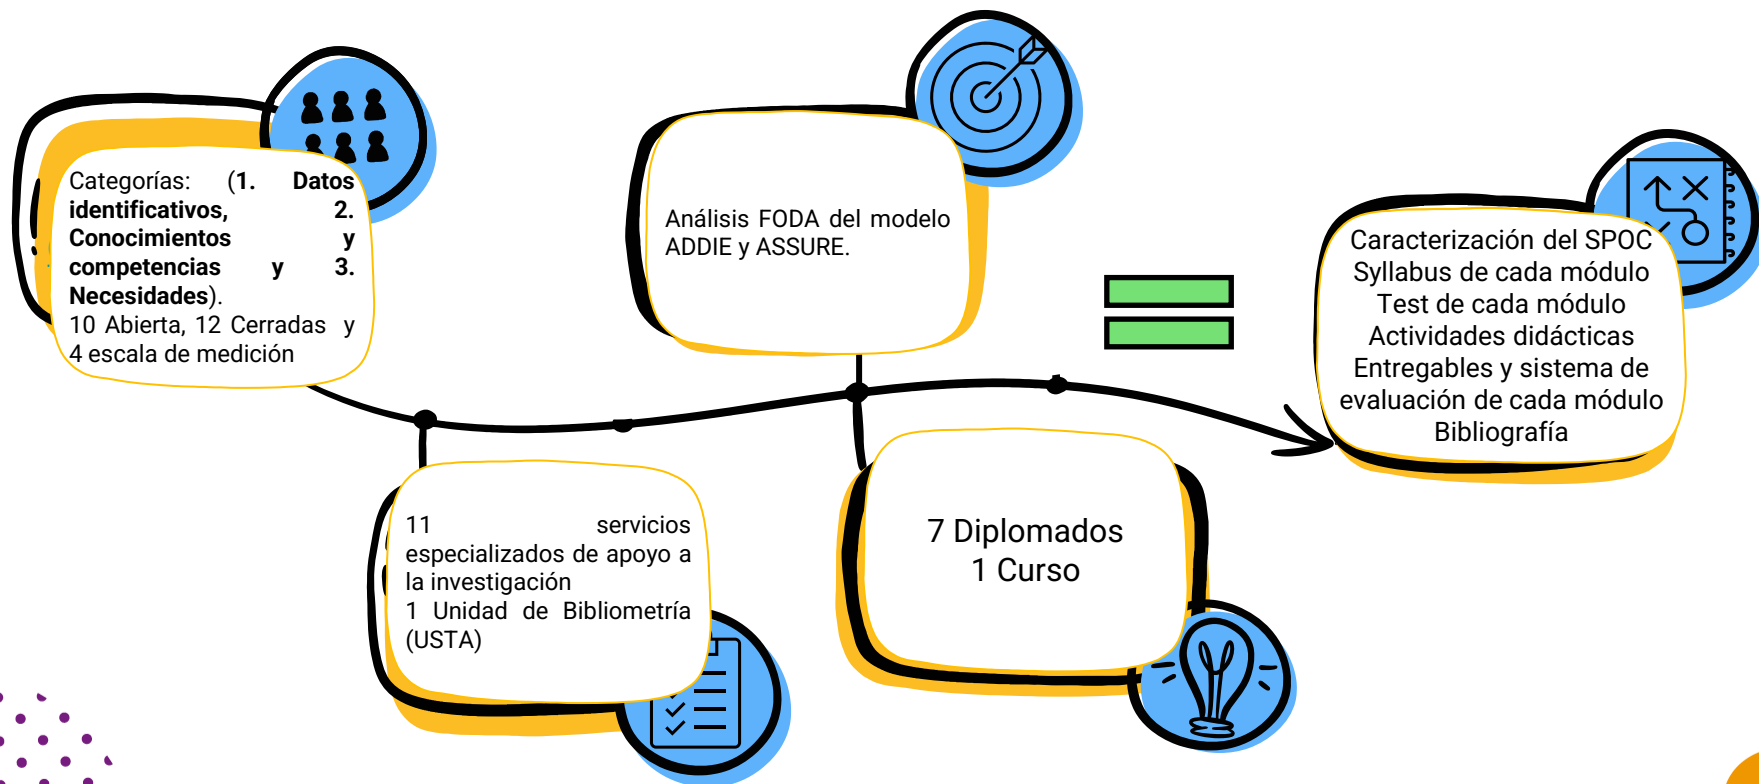 Categorías: (1. Datos
identificativos, 2.
Conocimientos y
competencias y 3.
Necesidades).
10 Abierta, 12 Cerradas y
4 escala de medición
11 servicios
especializados de apoyo a
la investigación
1 Unidad de Bibliometría
(USTA)
Análisis FODA del modelo
ADDIE y ASSURE.
7 Diplomados
1 Curso
Caracterización del SPOC
Syllabus de cada módulo
Test de cada módulo
Actividades didácticas
Entregables y sistema de
evaluación de cada módulo
Bibliografía